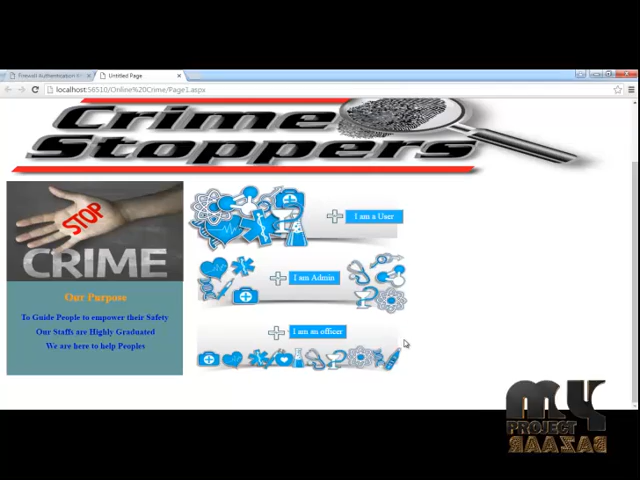 Untitled Page
localhost:56510/Online%20Crime/Page1.aspx
Crime
Stoppers
STOP
CRIME
I am a User
I am Admin
I am an officer
Our Purpose
To Guide People to empower their Safety
Our Staffs are Highly Graduated
We are here to help Peoples
MY
PROJECT
BAZAAR